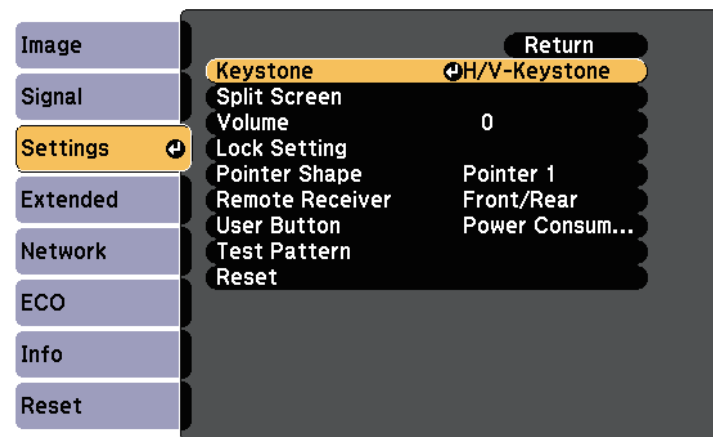 Image
Signal
Settings
Extended
Network
ECO
Info
Reset
Return
Keystone H/V-Keystone
Split Screen
Volume 0
Lock Setting
Pointer Shape Pointer 1
Remote Receiver Front/Rear
User Button Power Consum...
Test Pattern
Reset